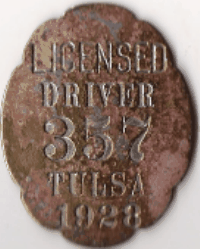 LICENSED
DRIVER
357
TULSA
1928